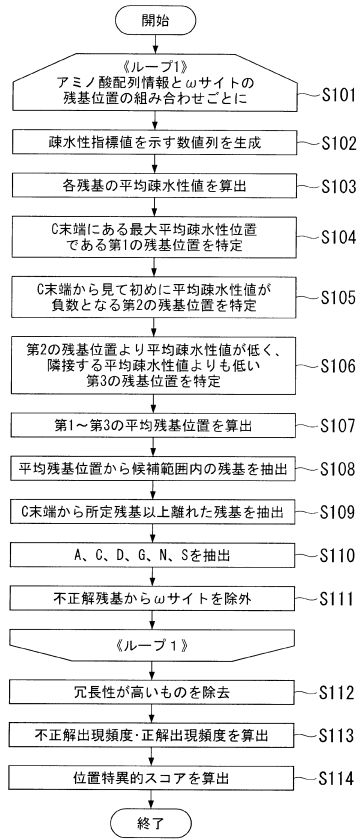 開始
《ループ1》
アミノ酸配列情報とωサイトの
残基位置の組み合わせごとに
S101
疎水性指標値を示す数値列を生成
S102
各残基の平均疎水性値を算出
S103
C末端にある最大平均疎水性位置
である第1の残基位置を特定
S104
C末端から見て初めに平均疎水性値が
負数となる第2の残基位置を特定
S105
第2の残基位置より平均疎水性値が低く、
隣接する平均疎水性値よりも低い
第3の残基位置を特定
S106
第1～第3の平均残基位置を算出
S107
平均残基位置から候補範囲内の残基を抽出
S108
C末端から所定残基以上離れた残基を抽出
S109
A、C、D、G、N、Sを抽出
S110
不正解残基からωサイトを除外
S111
《ループ1》
冗長性が高いものを除去
S112
不正解出現頻度・正解出現頻度を算出
S113
位置特異的スコアを算出
S114
終了